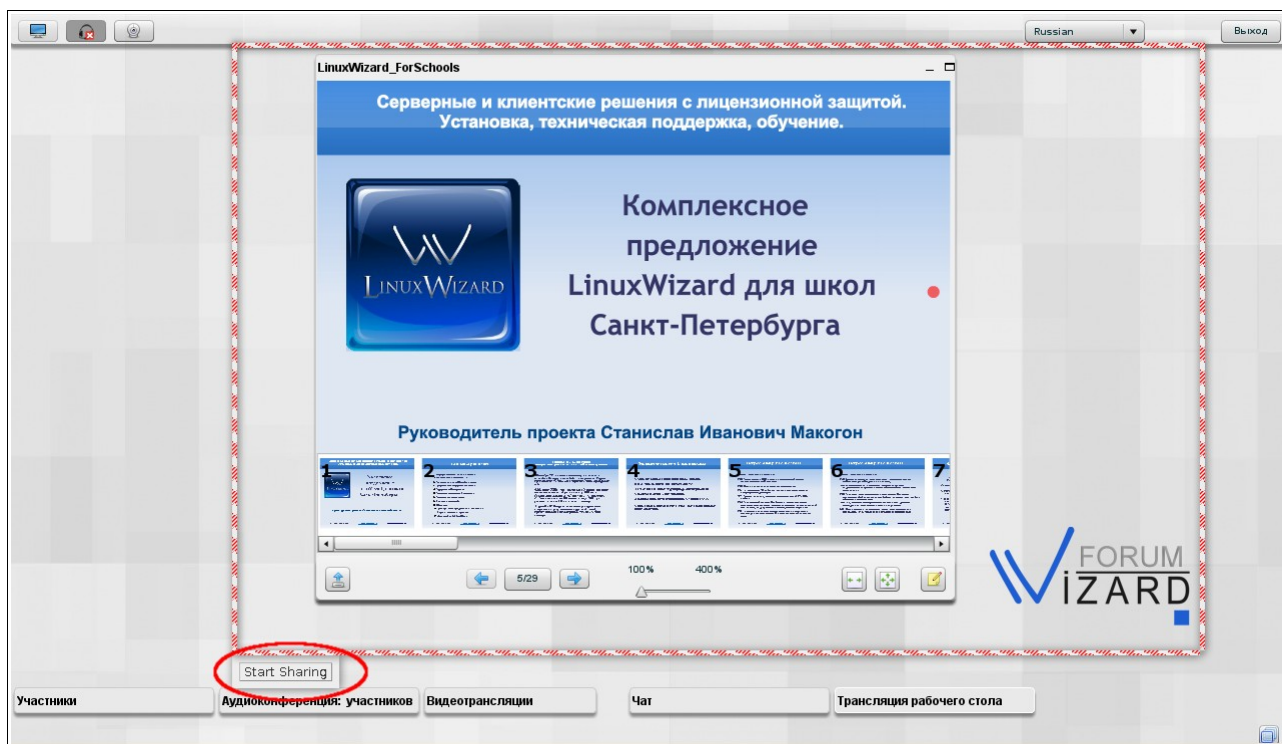 Russian
Выход
LinuxWizard_ForSchools
Серверные и клиентские решения с лицензионной защитой.
Установка, техническая поддержка, обучение.
LINUXWIZARD
Комплексное
предложение
LinuxWizard для школ
Санкт-Петербурга
Руководитель проекта Станислав Иванович Макогон
1 2 3 4 5 6 7
5/29
100%
400%
FORUM
WIZARD
Start Sharing
Участники
Аудиоконференция: участников
Видеотрансляции
Чат
Трансляция рабочего стола